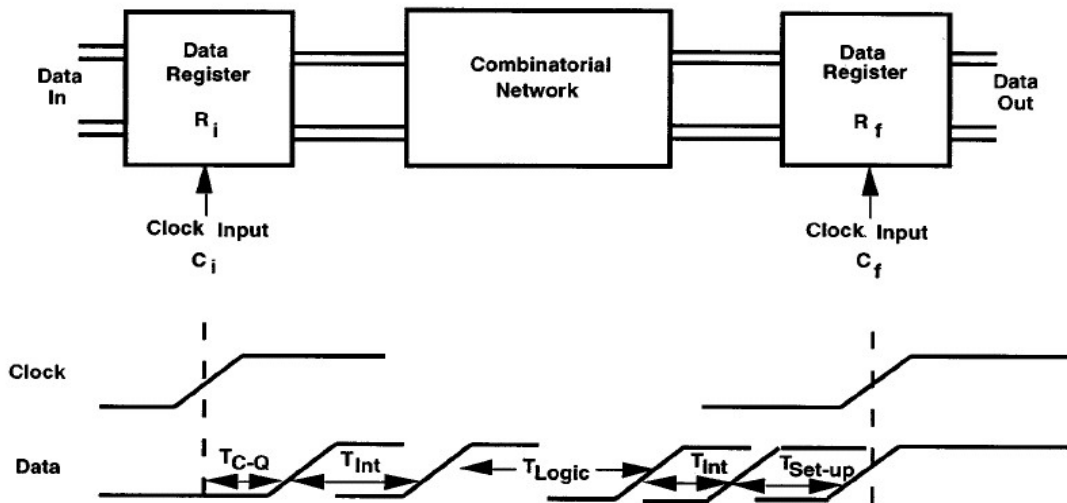 Data
In
Data
Register
R i
Combinatorial
Network
Data
Register
R f
Data
Out
Clock Input
C i
Clock. Input
C f
Clock
Data
T C-Q
T Int
T Logic
T Int
T Set-up